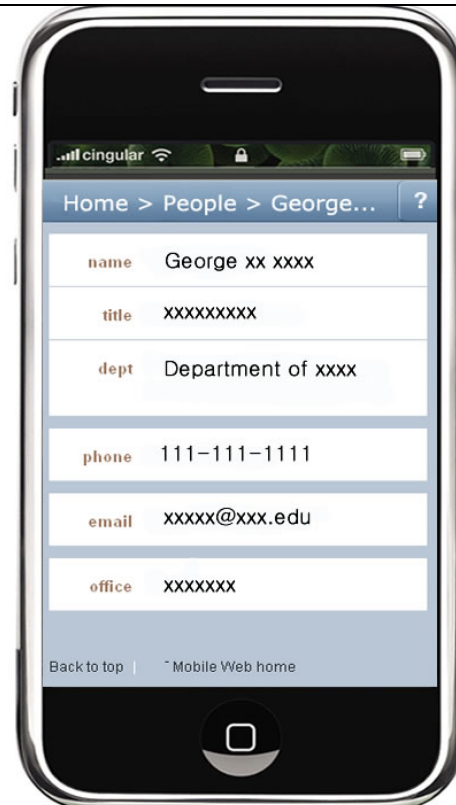 cingular
Home > People > George... ?
name George xx xxxx
title xxxxxxxxx
dept Department of xxxx
phone 111-111-1111
email xxxxx@xxx.edu
office xxxxxxx
Back to top | ˜ Mobile Web home